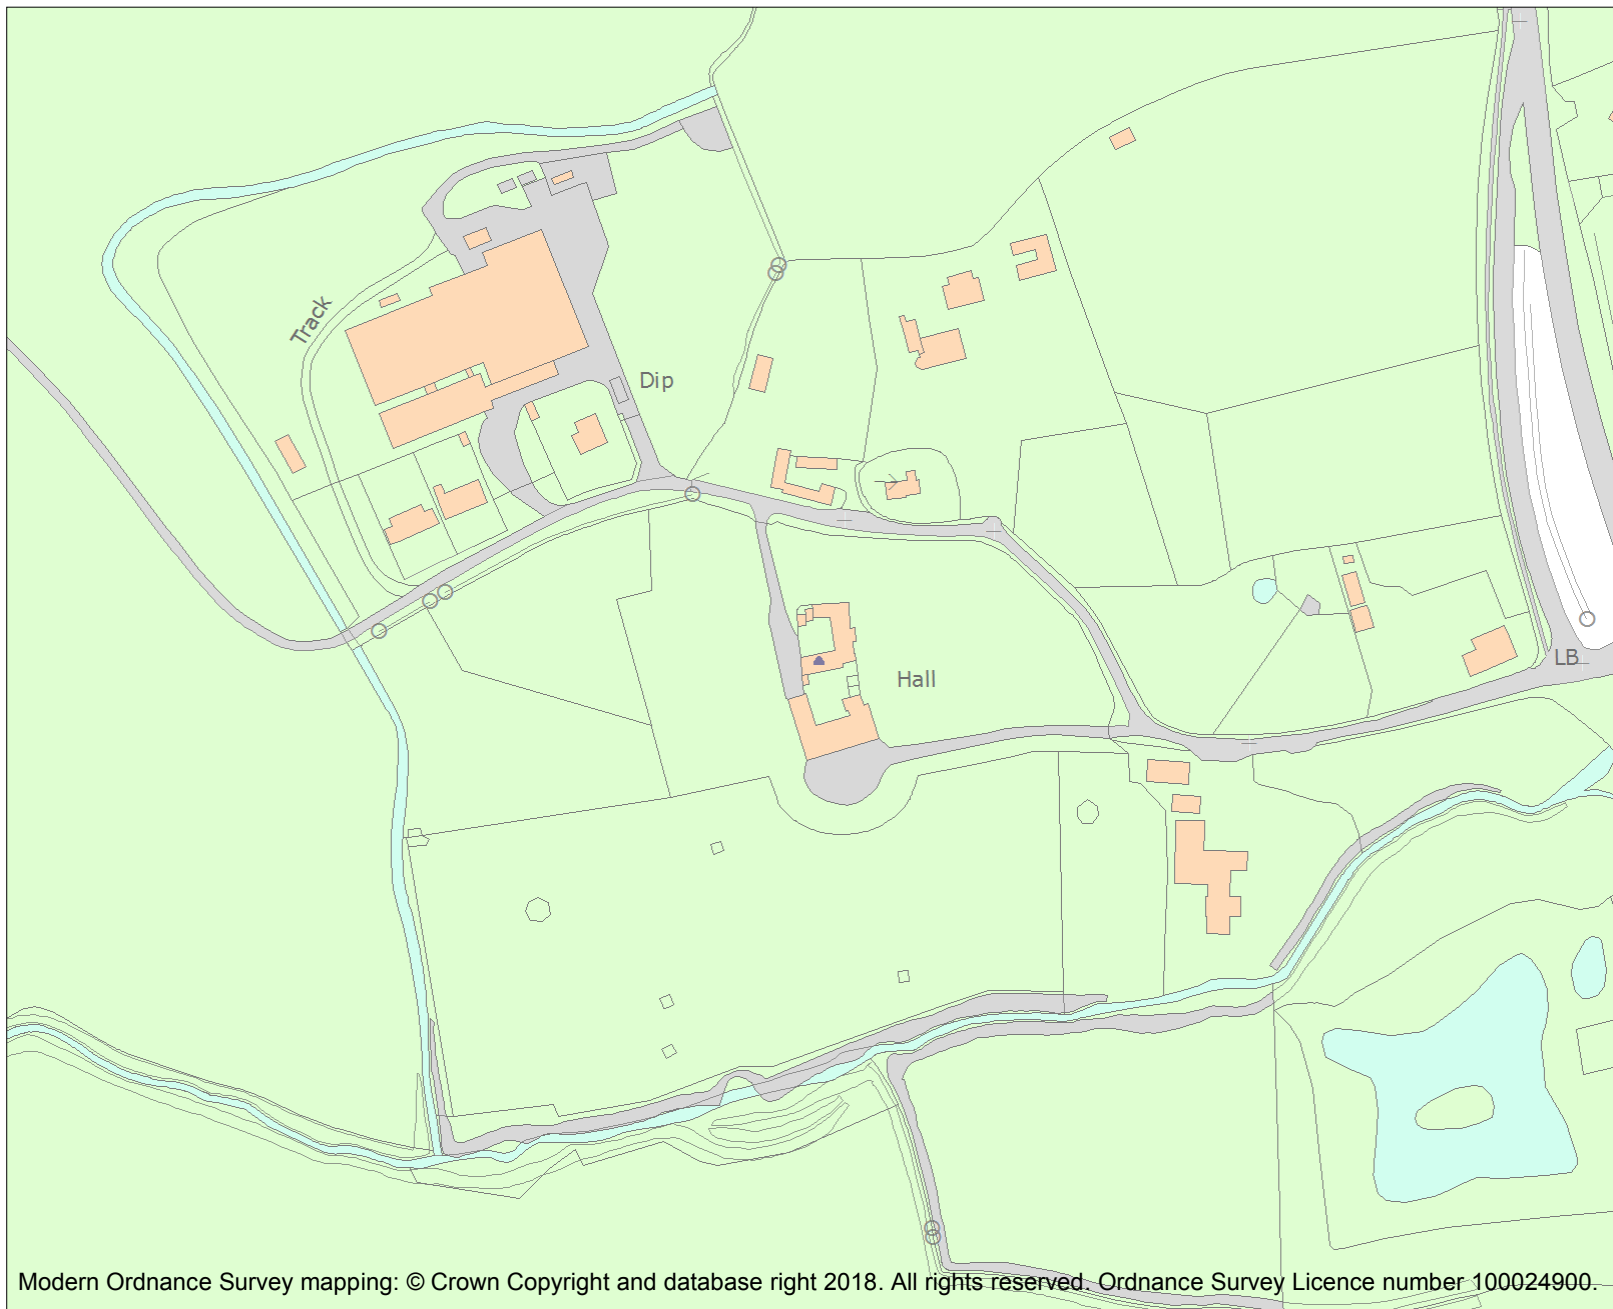 Track
Dip
Hall
LB
Modern Ordnance Survey mapping: © Crown Copyright and database right 2018. All rights reserved. Ordnance Survey Licence number 100024900.